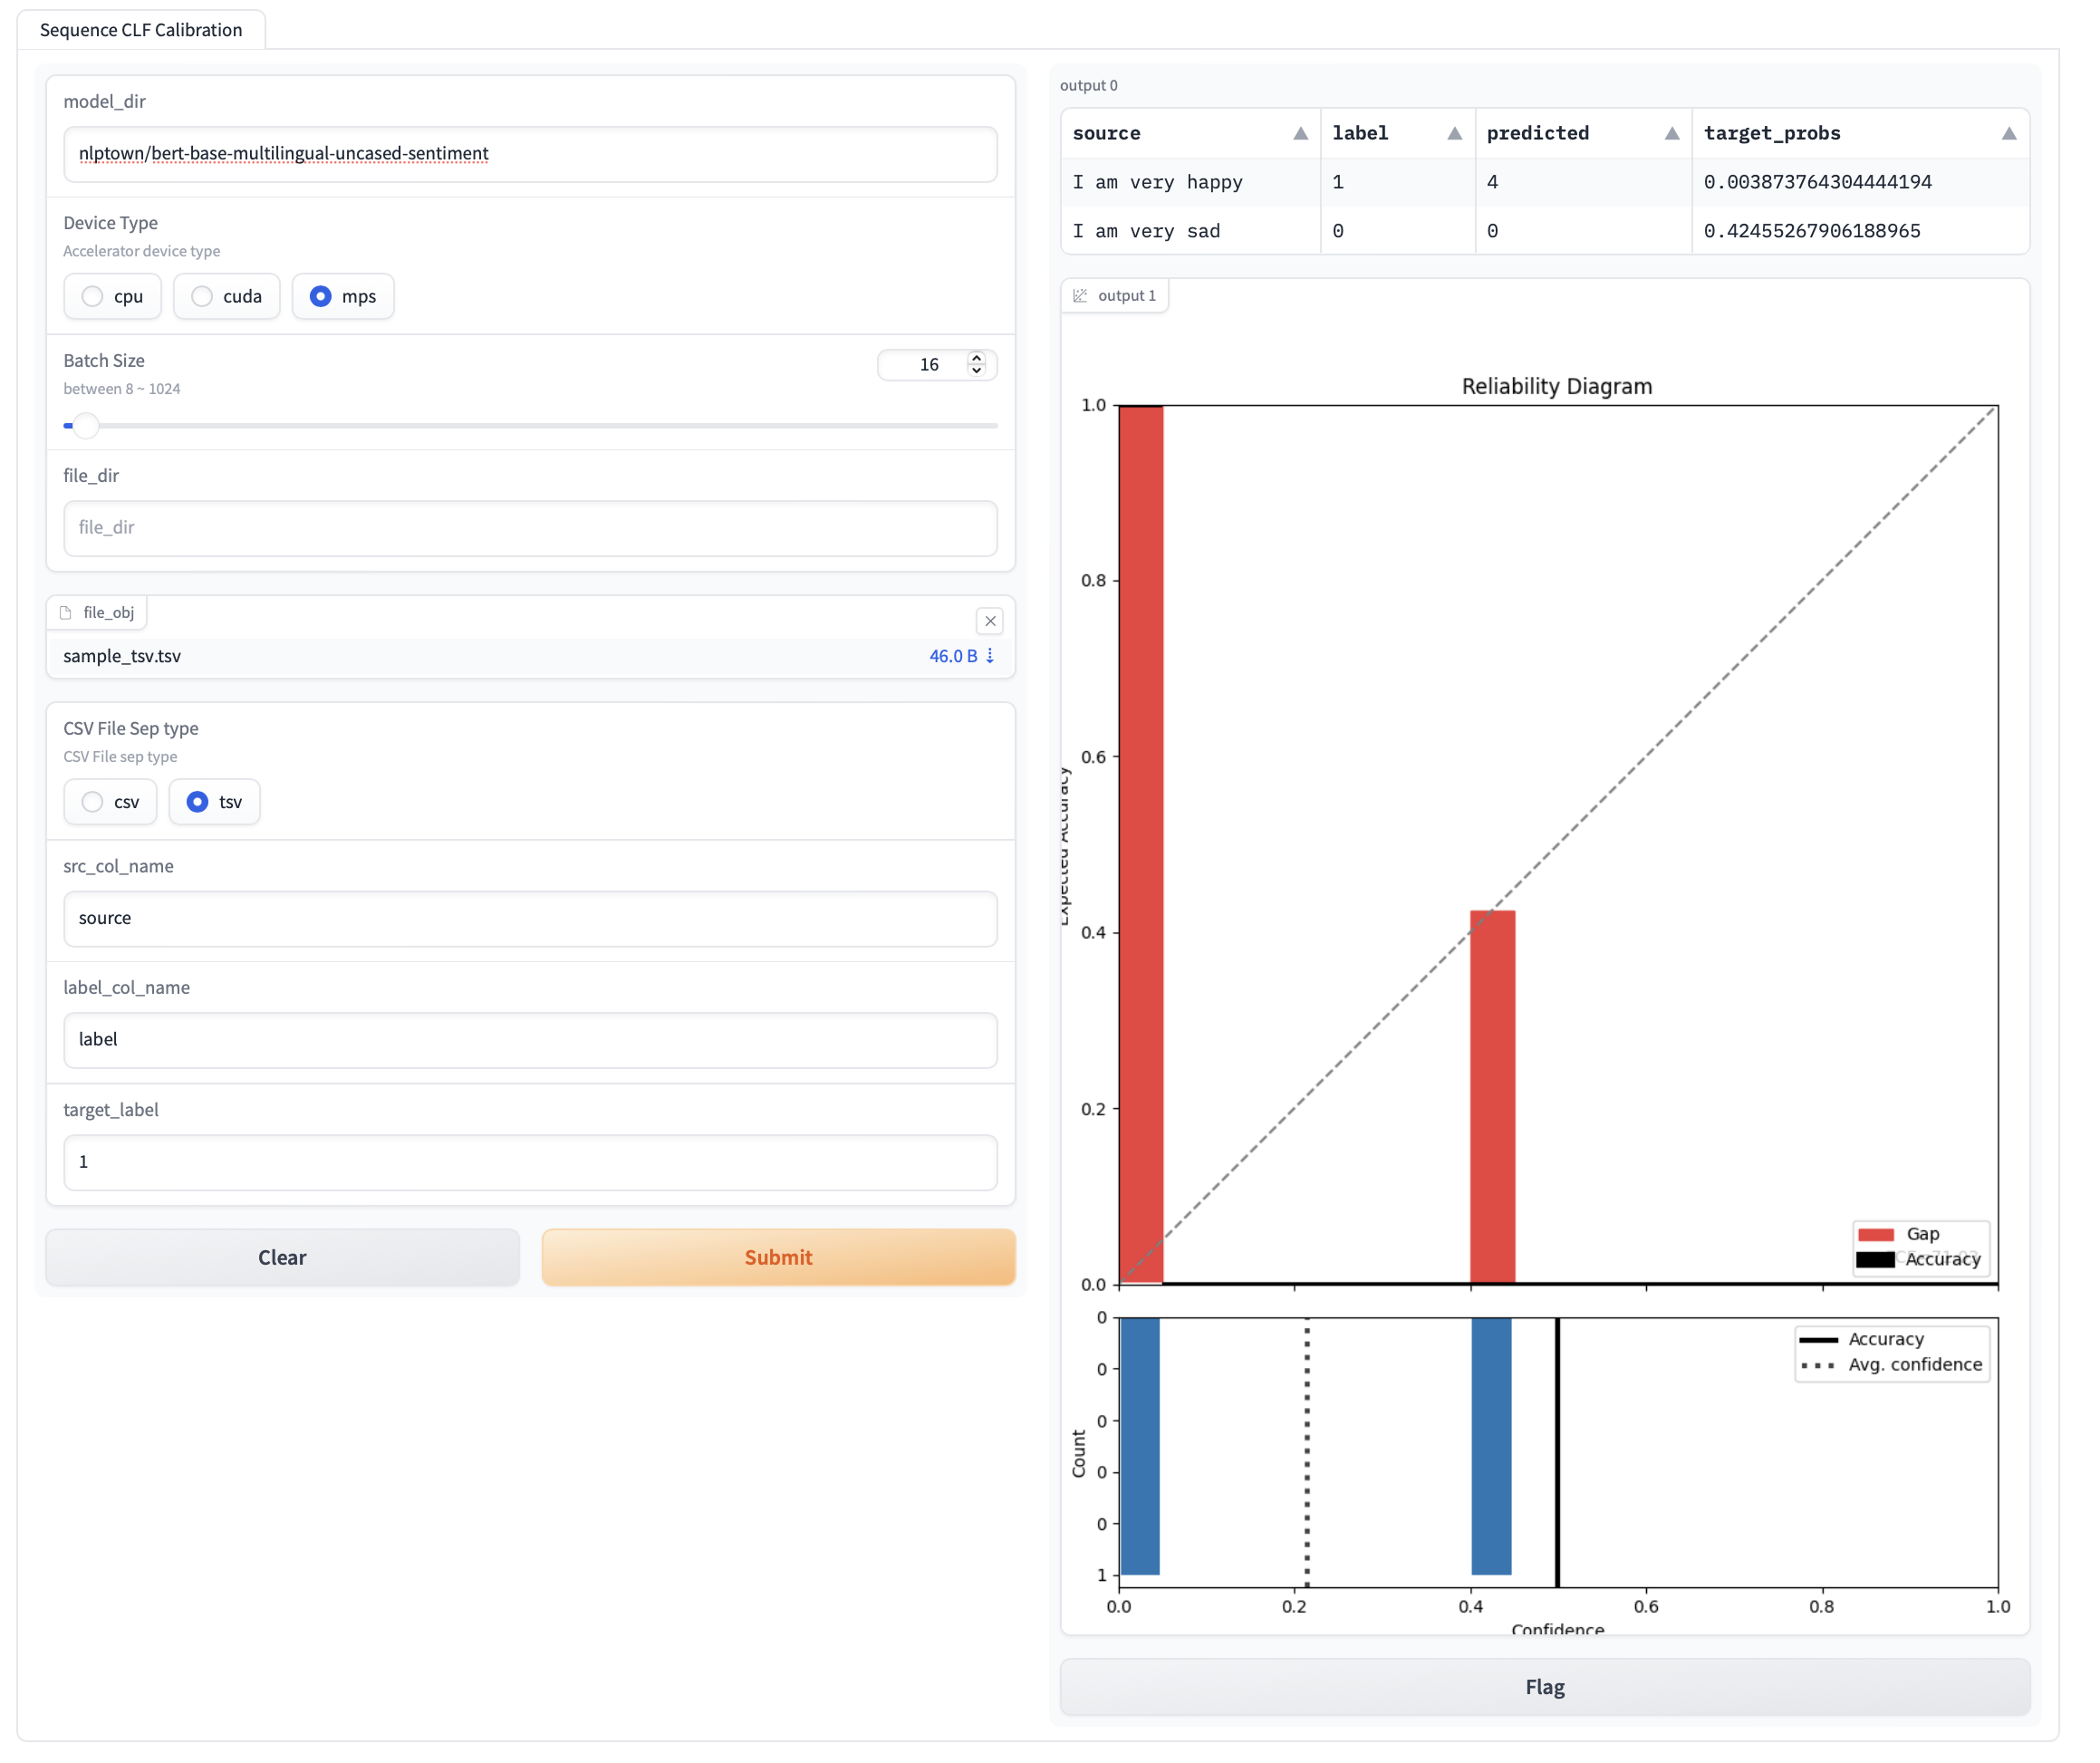 Sequence CLF Calibration
model_dir
nlptown/bert-base-multilingual-uncased-sentiment
Device Type
Accelerator device type
cpu cuda mps
Batch Size 16
between 8 ~ 1024
file_dir
file_dir
file_obj
sample_tsv.tsv 46.0 B
CSV File Sep type
CSV File sep type
csv tsv
src_col_name
source
label_col_name
label
target_label
1
Clear Submit
output 0
source label predicted target_probs
I am very happy 1 4 0.003873764304444194
I am very sad 0 0 0.42455267906188965
output 1
Reliability Diagram
1.0
0.8
0.6
0.4
0.2
0.0
Expected Accuracy
Gap
Accuracy
0
0
0
0
0
1
Count
Accuracy
Avg. confidence
0.0 0.2 0.4 0.6 0.8 1.0
Confidence
Flag